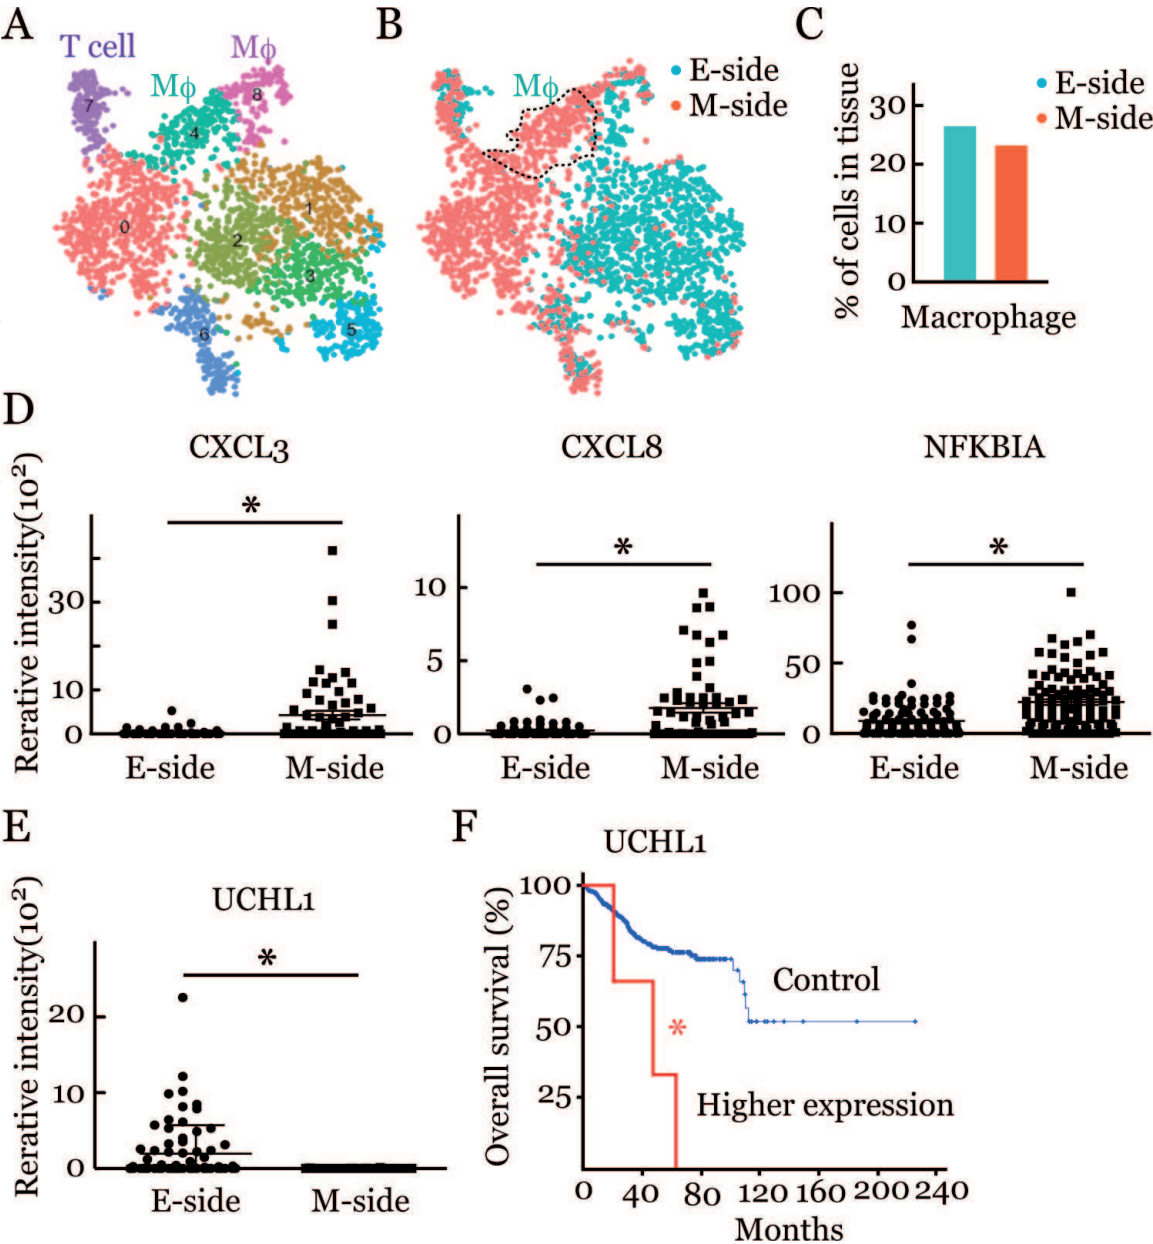 A
T cell
Mϕ
Mϕ
7
8
4
0
1
2
3
6
5
B
Mϕ
E-side
M-side
C
% of cells in tissue
30
20
10
0
E-side
M-side
Macrophage
D
Rerative intensity(10²)
CXCL3
*
30
10
0
E-side
M-side
CXCL8
*
10
5
0
E-side
M-side
NFKBIA
*
100
50
0
E-side
M-side
E
Rerative intensity(10²)
UCHL1
*
20
10
0
E-side
M-side
F
UCHL1
Overall survival (%)
100
75
50
25
Control
*
Higher expression
0 40 80 120 160 200 240
Months